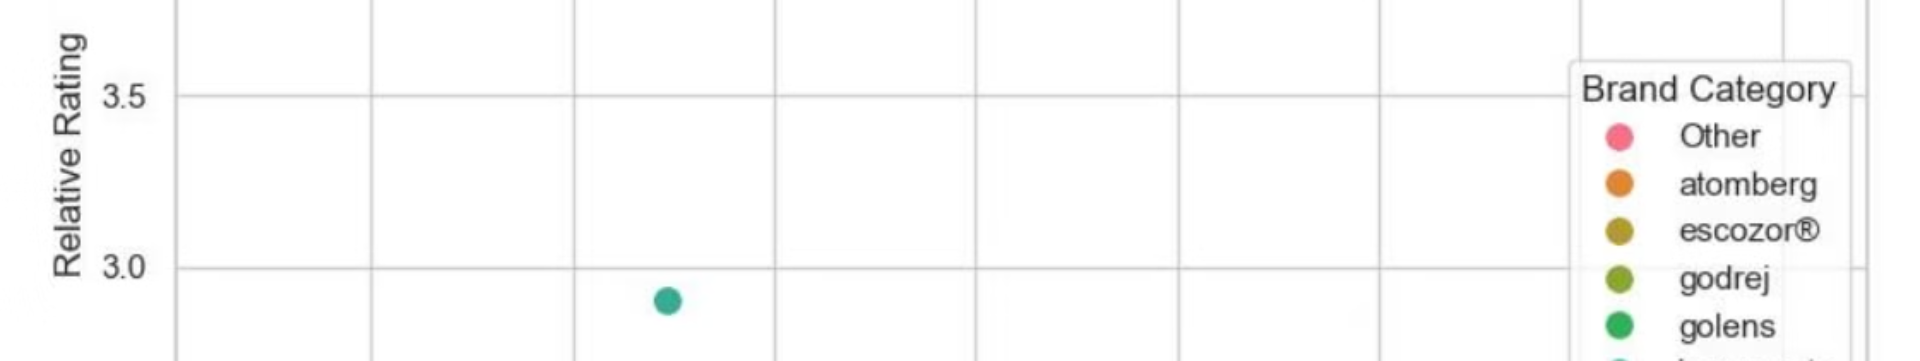 Relative Rating
3.5
3.0
Brand Category
Other
atomberg
escozor®
godrej
golens